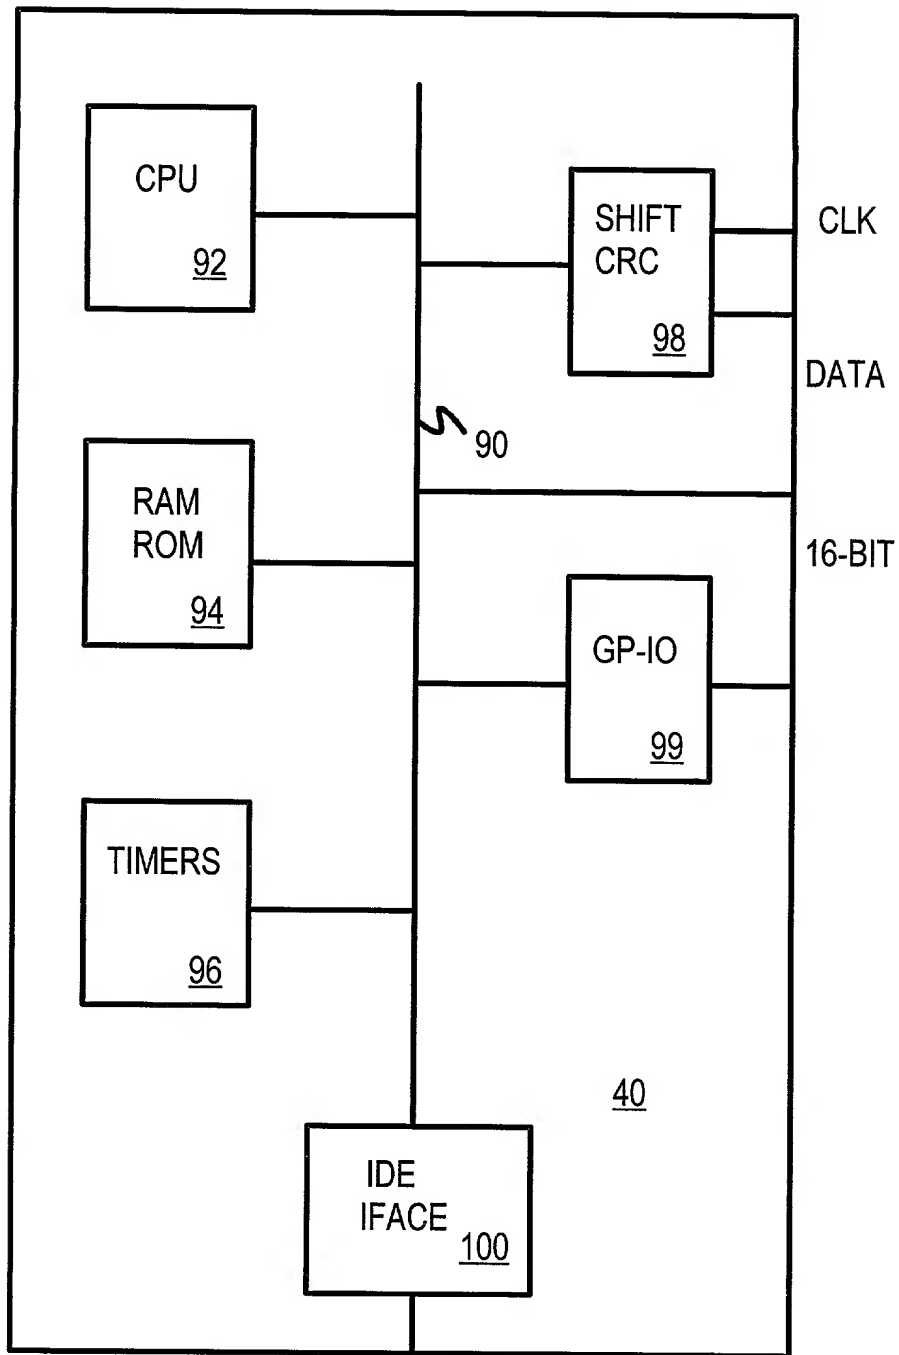 CPU
92
SHIFT
CRC
98
CLK
DATA
90
RAM
ROM
94
16-BIT
GP-IO
99
TIMERS
96
40
IDE
IFACE
100